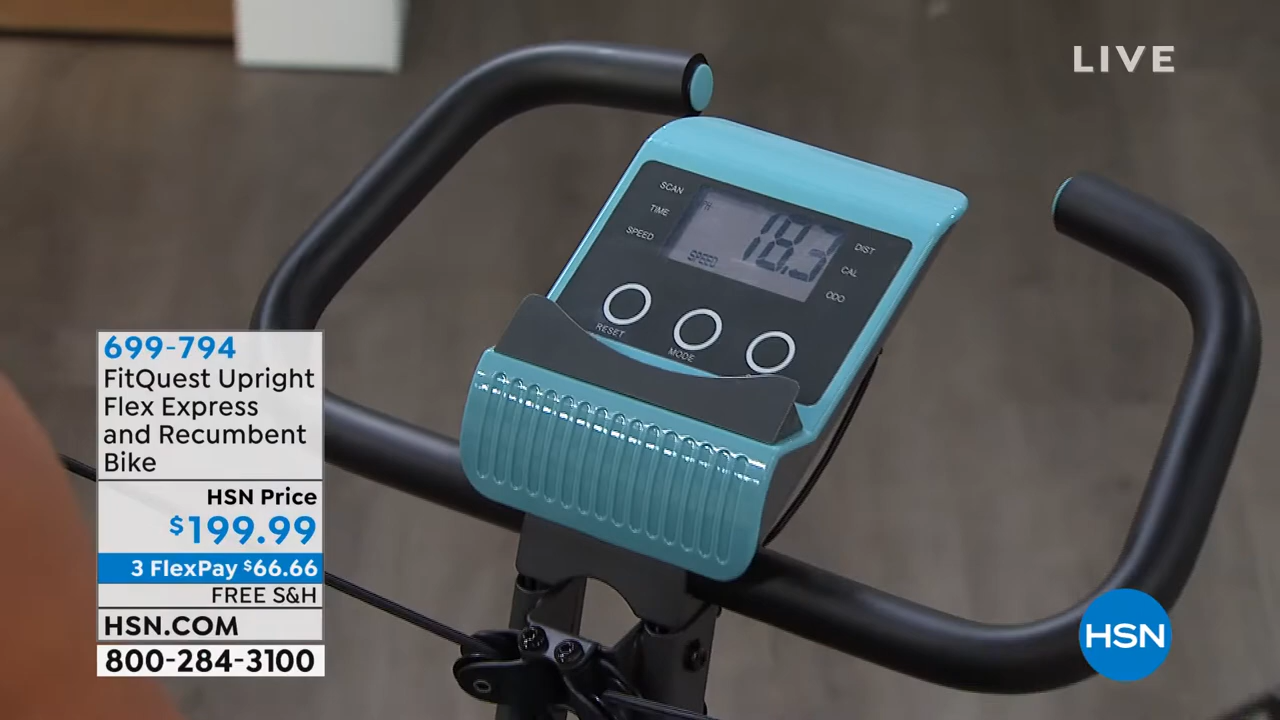 LIVE
SCAN
TIME
SPEED
18.3
SPEED
DIST
CAL
ODO
RESET
MODE
699-794
FitQuest Upright
Flex Express
and Recumbent
Bike
HSN Price
$199.99
3 FlexPay $66.66
FREE S&H
HSN.COM
800-284-3100
HSN